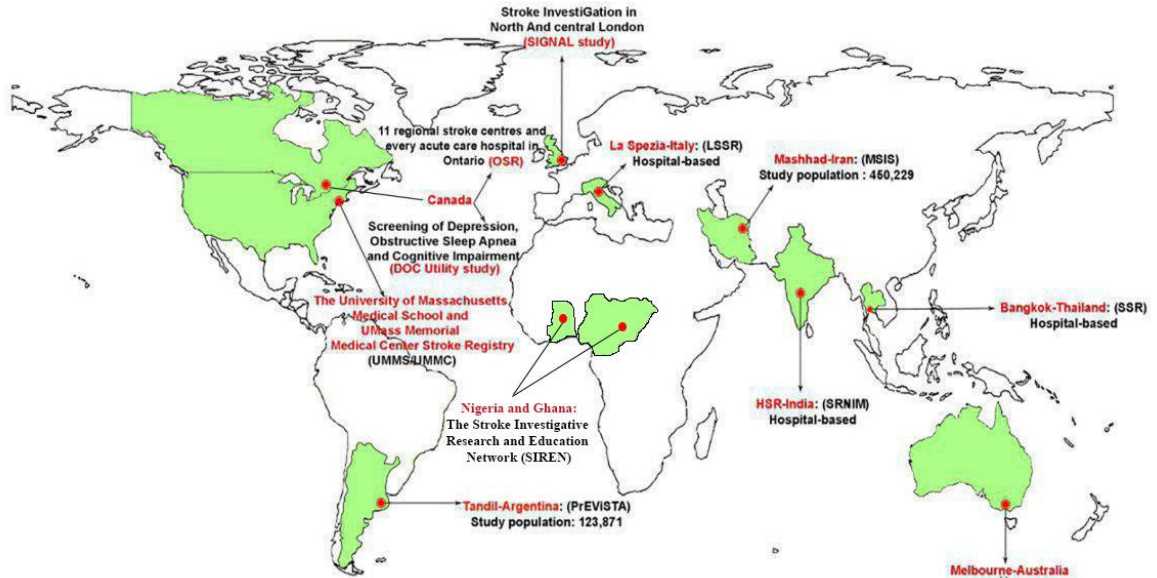 Stroke InvestiGation in
North And central London
(SIGNAL study)
11 regional stroke centres and
every acute care hospital in
Ontario (OSR)
La Spezia-Italy: (LSSR)
Hospital-based
Mashhad-Iran: (MSIS)
Study population : 450,229
Canada
Screening of Depression,
Obstructive Sleep Apnea
and Cognitive Impairment
(DOC Utility study)
The University of Massachusetts
Medical School and
UMass Memorial
Medical Center Stroke Registry
(UMMS/UMMC)
Bangkok-Thailand: (SSR)
Hospital-based
Nigeria and Ghana:
The Stroke Investigative
Research and Education
Network (SIREN)
HSR-India: (SRNIM)
Hospital-based
Tandil-Argentina: (PrEViSTA)
Study population: 123,871
Melbourne-Australia